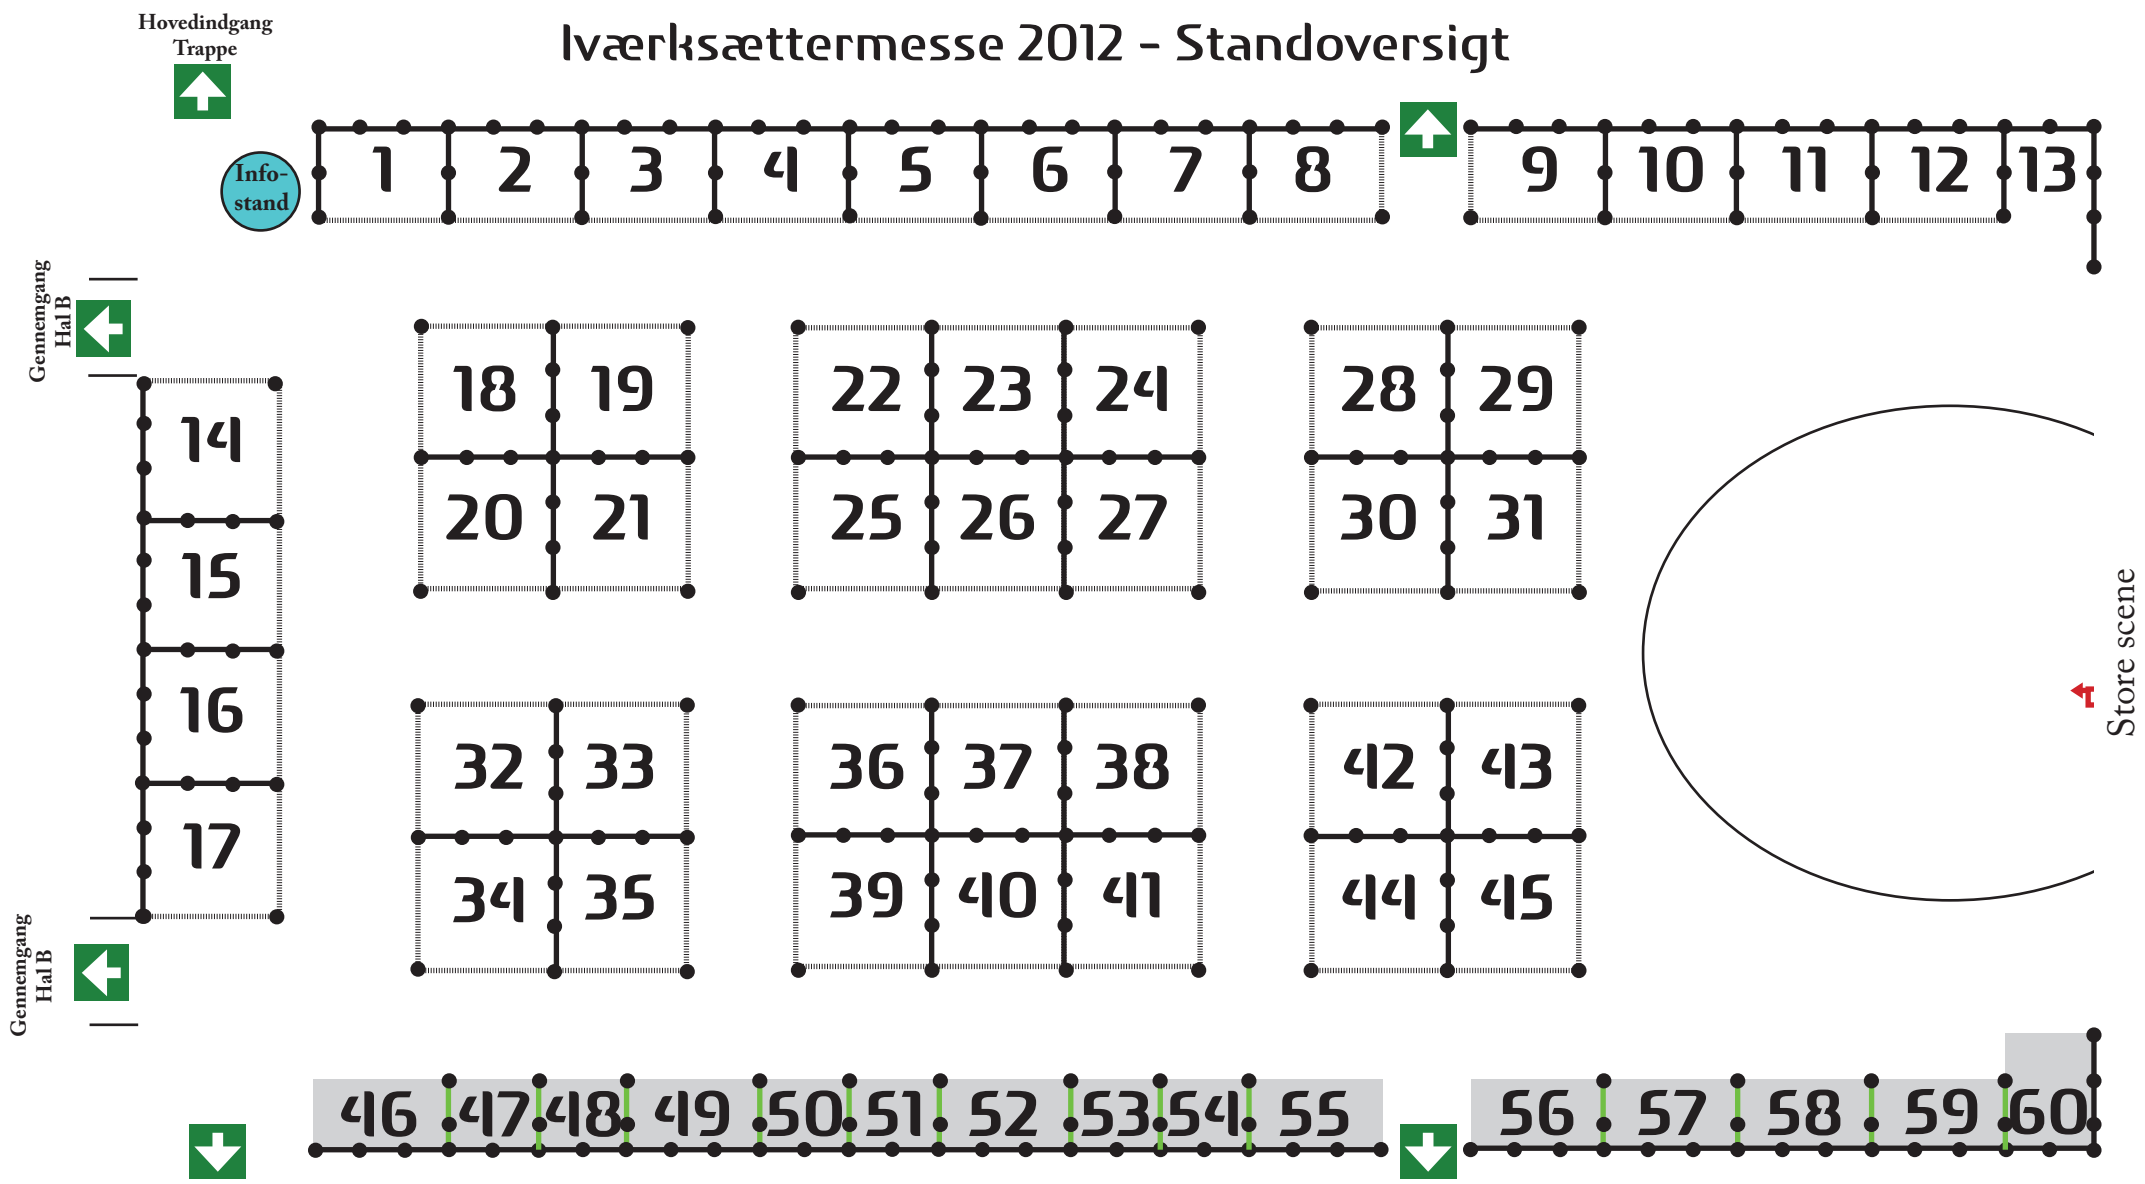 Hovedindgang
Trappe
Iværksættermesse 2012 - Standoversigt
Info-
stand
1 2 3 4 5 6 7 8 9 10 11 12 13
Gennemgang
Hal B
18 19 22 23 24 28 29
14
20 21 25 26 27 30 31
15
Store scene
16
32 33 36 37 38 42 43
17
34 35 39 40 41 44 45
Gennemgang
Hal B
46 47 48 49 50 51 52 53 54 55 56 57 58 59 60